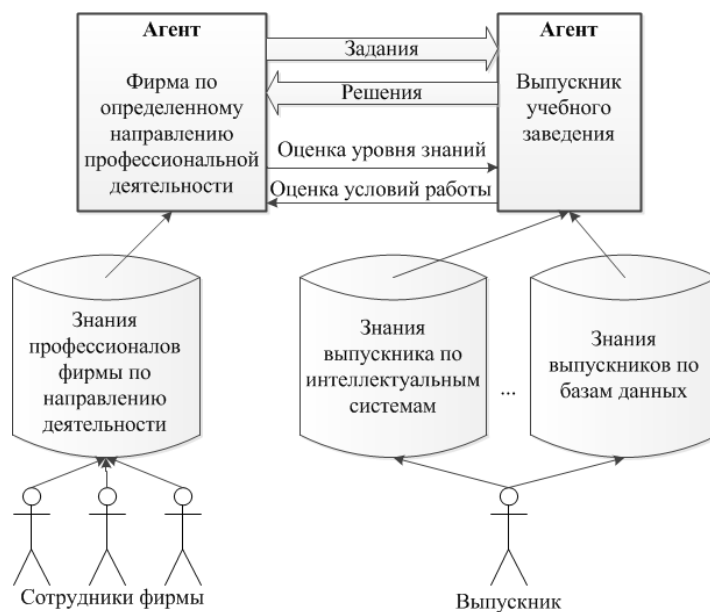 Агент
Фирма по
определенному
направлению
профессиональной
деятельности
Задания
Решения
Оценка уровня знаний
Оценка условий работы
Агент
Выпускник
учебного
заведения
Знания
профессионалов
фирмы по
направлению
деятельности
Знания
выпускника по
интеллектуальным
системам
...
Знания
выпускников по
базам данных
Сотрудники фирмы
Выпускник